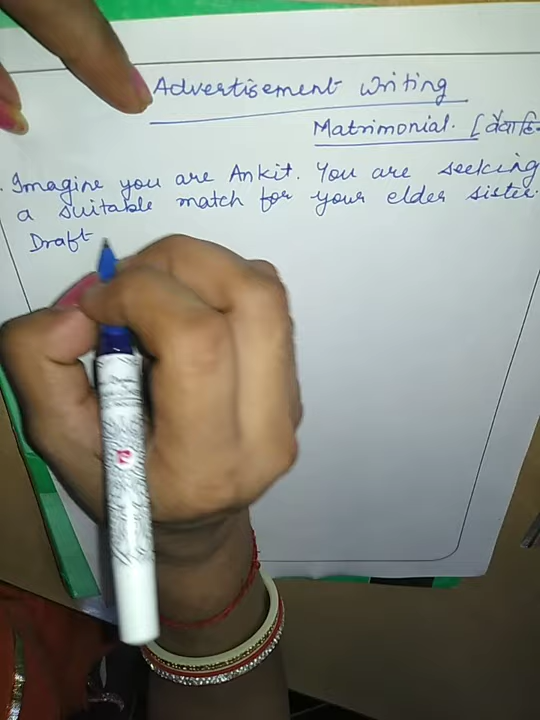 Advertisement Writing
Matrimonial. [वैवाहि
Imagine you are Ankit. You are seeking
a suitable match for your elder sister.
Draft